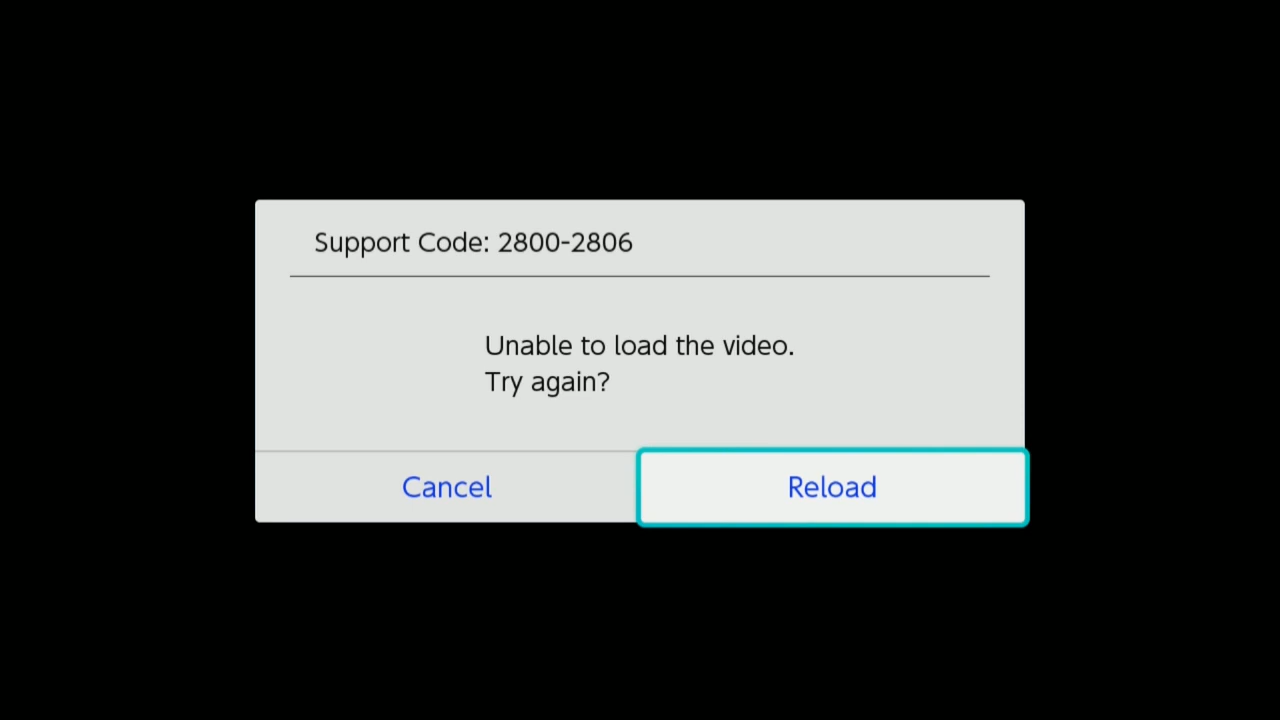 Support Code: 2800-2806
Unable to load the video.
Try again?
Cancel
Reload